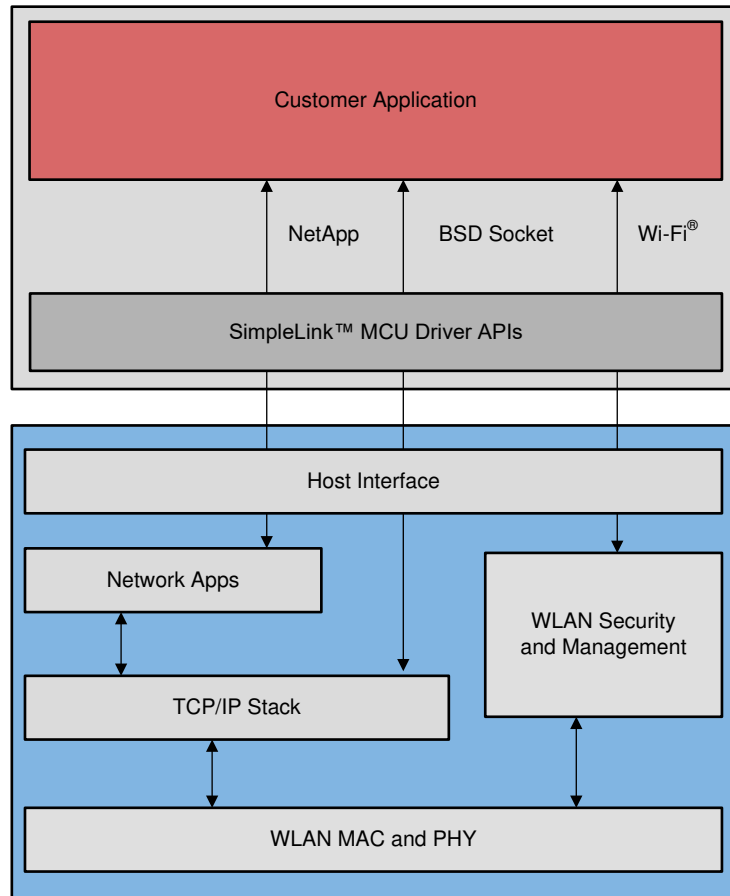 Customer Application
NetApp
BSD Socket
Wi-Fi®
SimpleLink™ MCU Driver APIs
Host Interface
Network Apps
WLAN Security
and Management
TCP/IP Stack
WLAN MAC and PHY